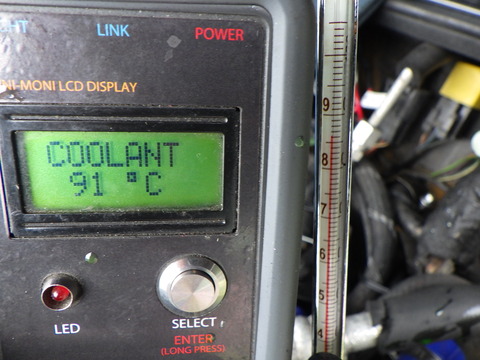 GHT LINK POWER
NI-MONI LCD DISPLAY
COOLANT
91 °C
LED
SELECT
ENTER
(LONG PRESS)
9
8
7
6
5
4